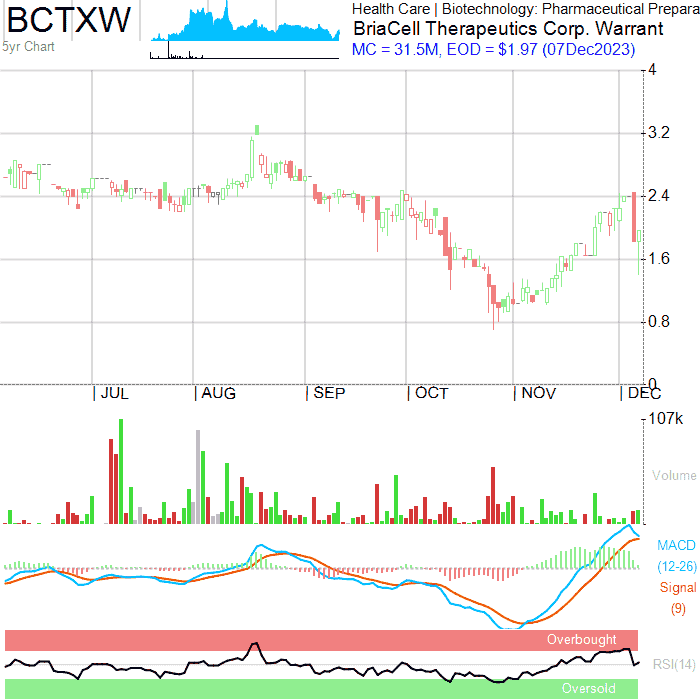 BCTXW
5yr Chart
Health Care | Biotechnology: Pharmaceutical Prepara
BriaCell Therapeutics Corp. Warrant
MC = 31.5M, EOD = $1.97 (07Dec2023)
4
3.2
2.4
1.6
0.8
0
JUL AUG SEP OCT NOV DEC
107k
Volume
MACD
(12-26)
Signal
(9)
Overbought
RSI(14)
Oversold